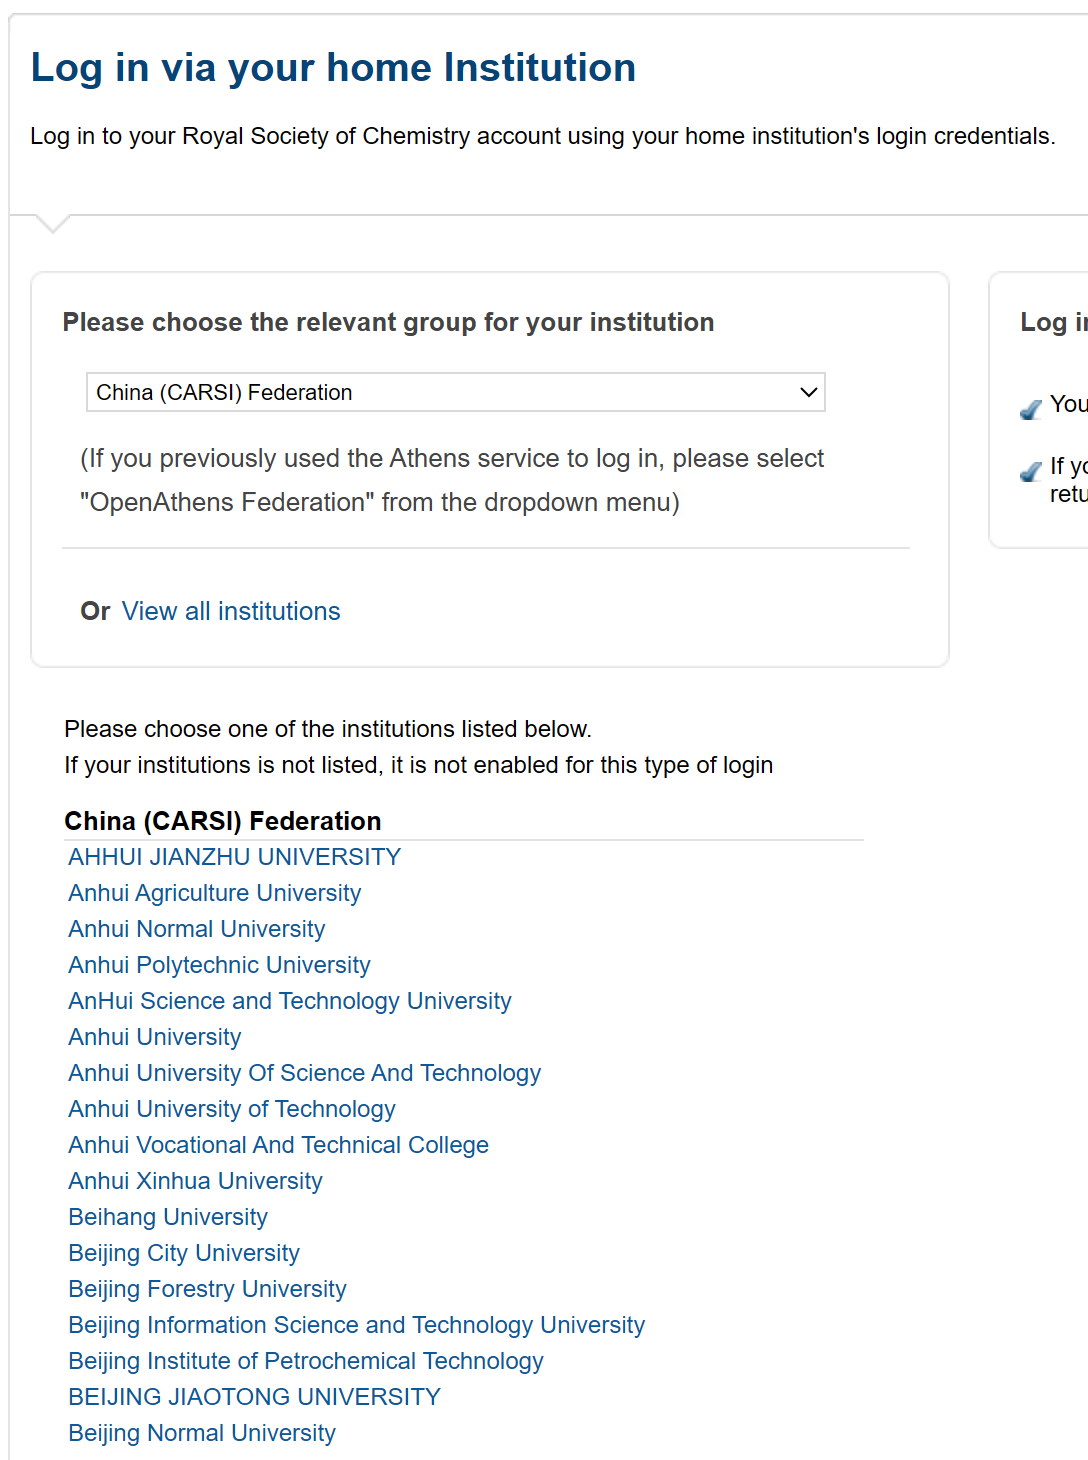 Log in via your home Institution
Log in to your Royal Society of Chemistry account using your home institution's login credentials.
Please choose the relevant group for your institution
China (CARSI) Federation
(If you previously used the Athens service to log in, please select
"OpenAthens Federation" from the dropdown menu)
Or View all institutions
Log
You
If
Please choose one of the institutions listed below.
If your institutions is not listed, it is not enabled for this type of login
China (CARSI) Federation
AHHUI JIANZHU UNIVERSITY
Anhui Agriculture University
Anhui Normal University
Anhui Polytechnic University
AnHui Science and Technology University
Anhui University
Anhui University Of Science And Technology
Anhui University of Technology
Anhui Vocational And Technical College
Anhui Xinhua University
Beihang University
Beijing City University
Beijing Forestry University
Beijing Information Science and Technology University
Beijing Institute of Petrochemical Technology
BEIJING JIAOTONG UNIVERSITY
Beijing Normal University